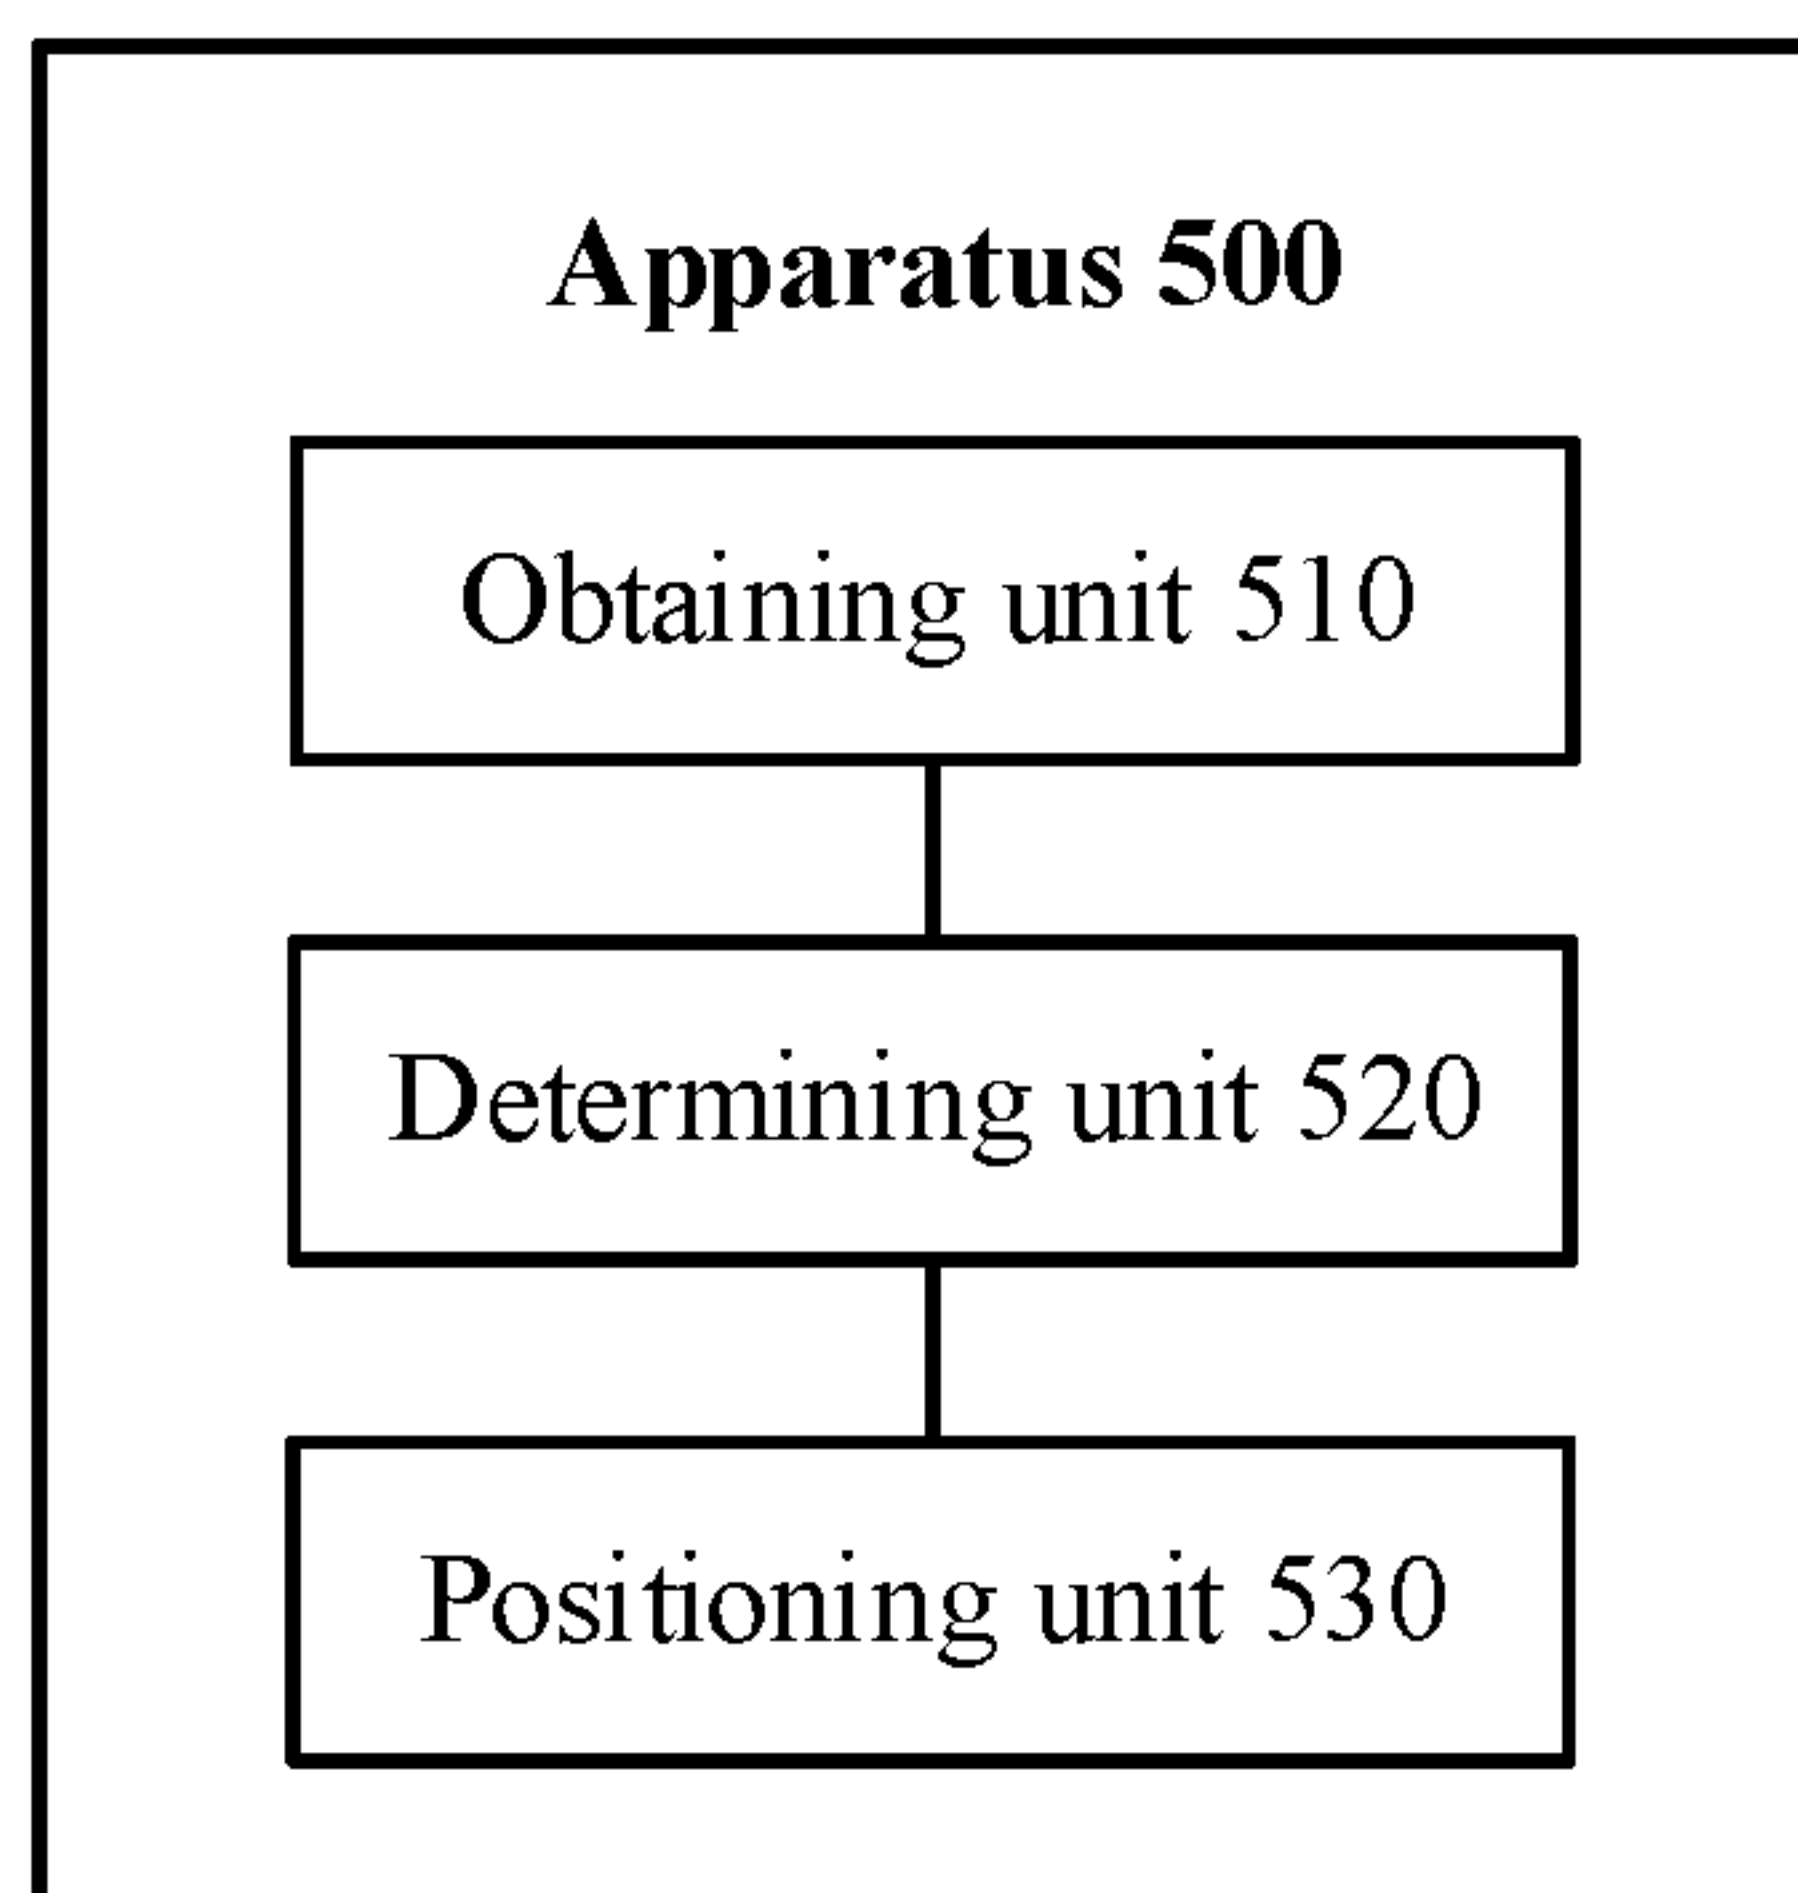 Apparatus 500
Obtaining unit 510
Determining unit 520
Positioning unit 530